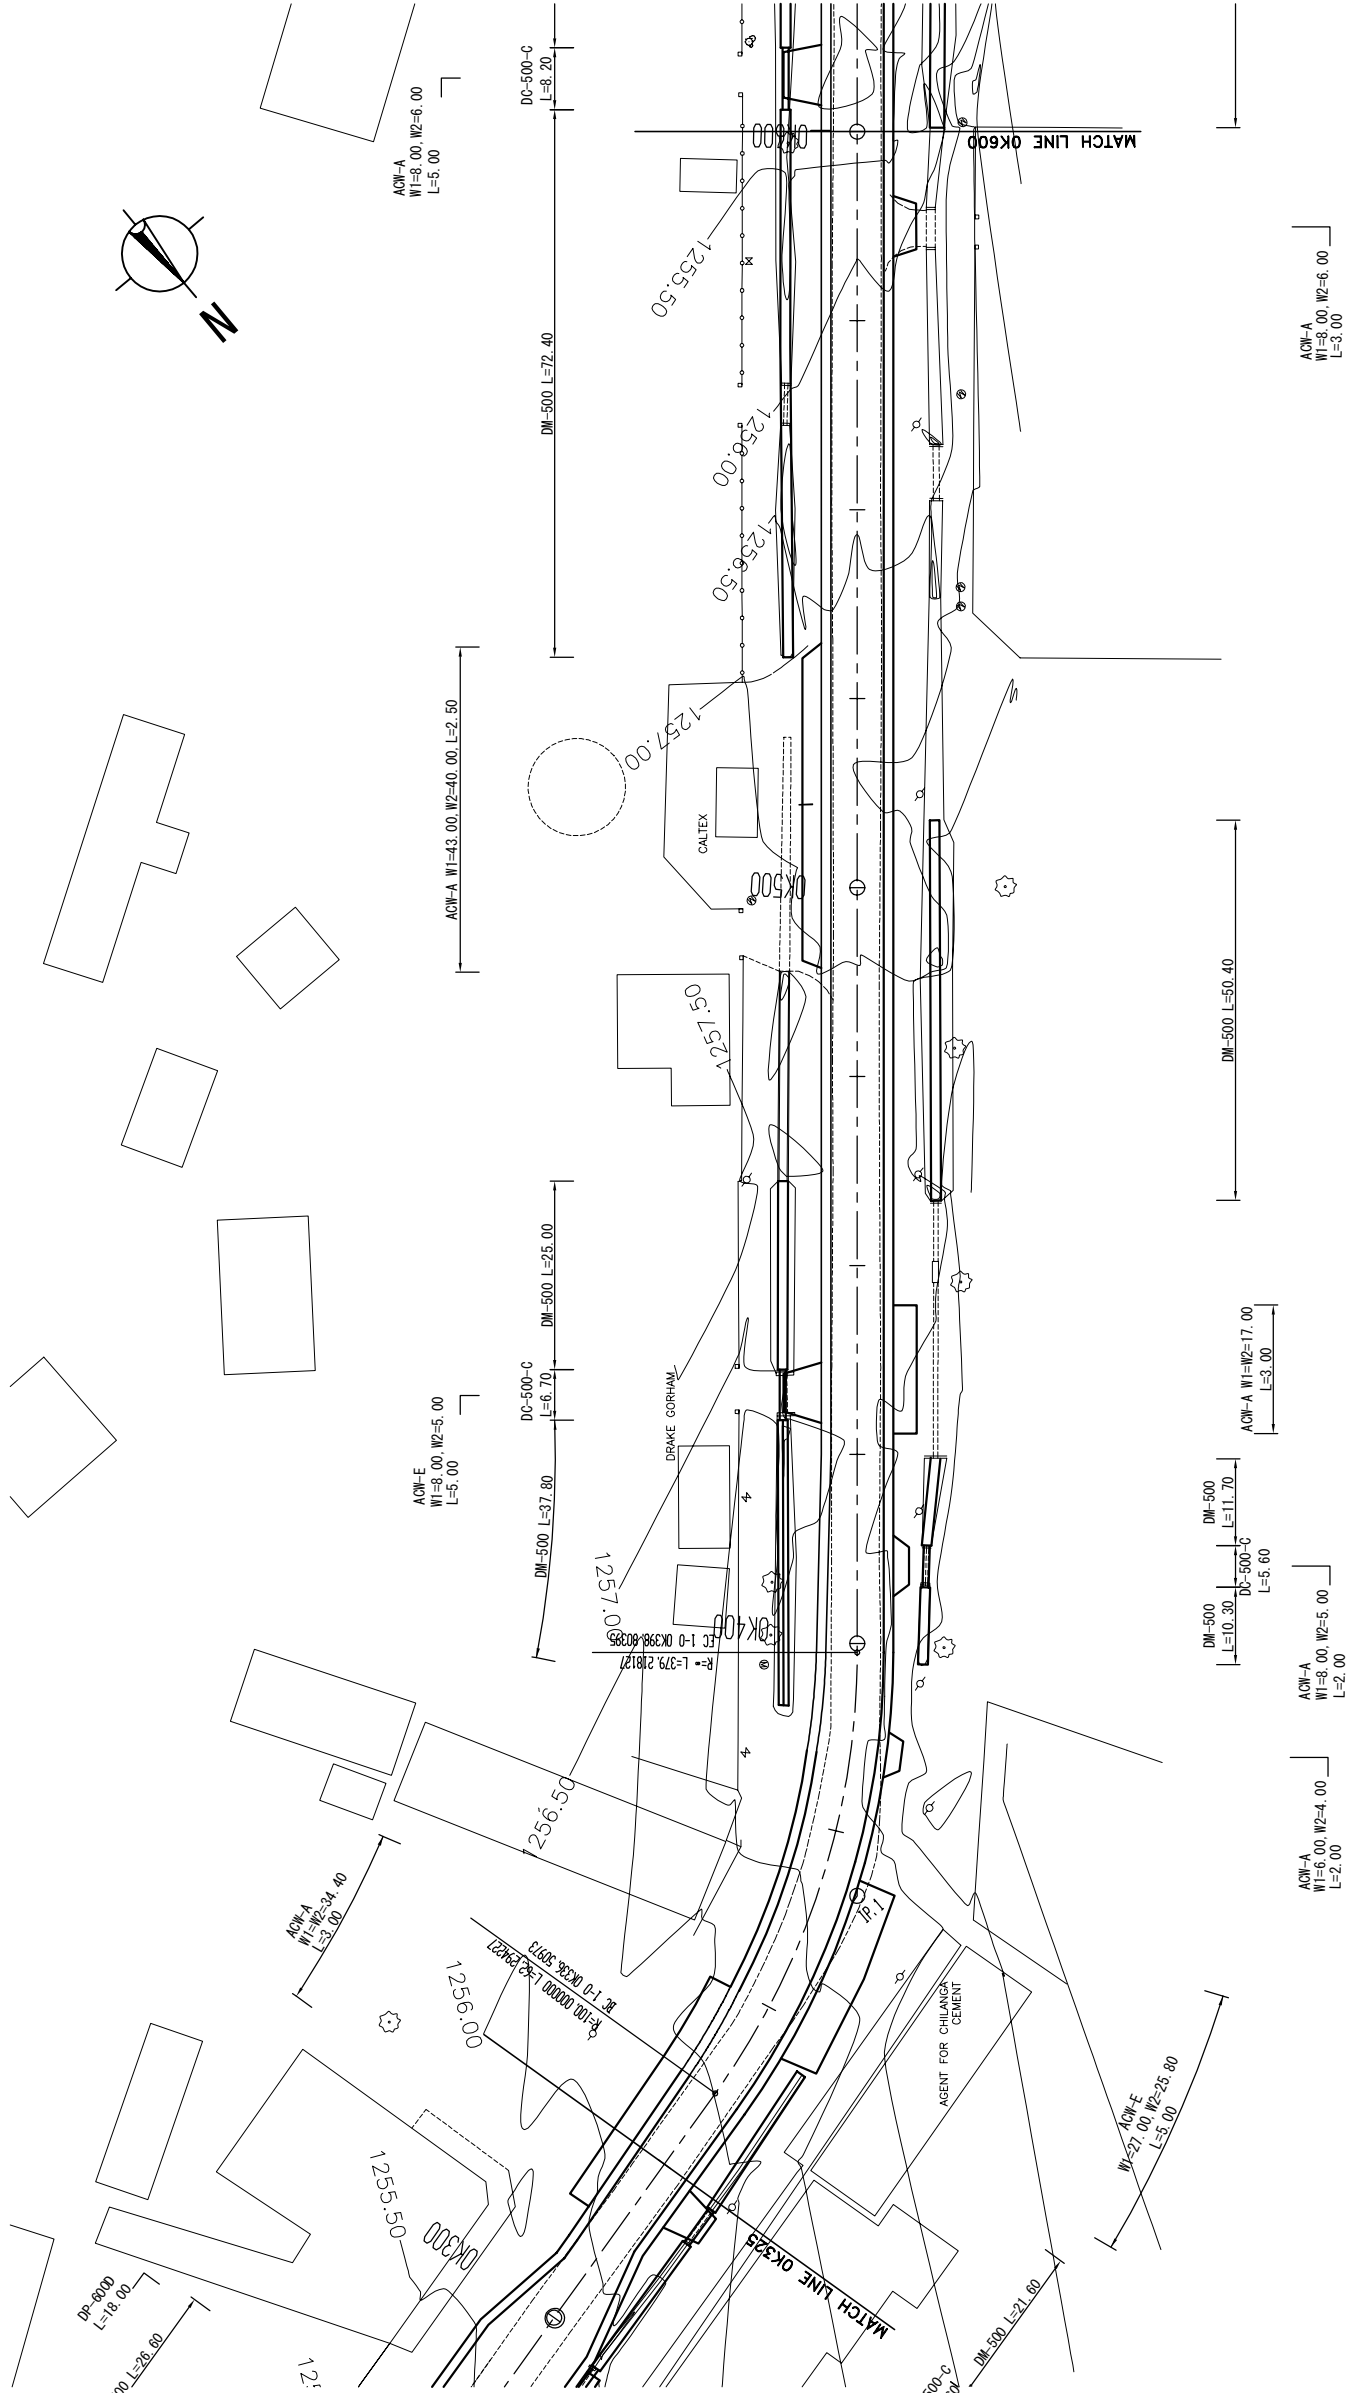 DC-500-C
L=8.20
ACW-A
W1=8.00, W2=6.00
L=5.00
0K600
MATCH LINE 0K600
N
1255.50
DM-500 L=72.40
ACW-A
W1=8.00, W2=6.00
L=3.00
1256.00
1256.50
ACW-A W1=43.00, W2=40.00, L=2.50
1257.00
CALTEX
0K500
DM-500 L=50.40
1257.50
DM-500 L=25.00
DC-500-C
L=6.70
DRAKE GORHAM
ACW-E
W1=8.00, W2=5.00
L=5.00
DM-500 L=37.80
ACW-A W1=W2=17.00
L=3.00
DM-500
L=11.70
DC-500-C
L=5.60
DM-500
L=10.30
ACW-A
W1=8.00, W2=5.00
L=2.00
1257.00
0K400
EC 1-0 0K398.80395
R=∞ L=379.218127
ACW-A
W1=6.00, W2=4.00
L=2.00
1256.50
ACW-A
W1=W2=34.40
L=3.00
IP.1
R=100.000000 L=62.294227
BC 1-0 0K336.50973
1256.00
AGENT FOR CHILANGA
CEMENT
ACW-E
W1=27.00, W2=25.80
L=5.00
1255.50
0K300
MATCH LINE 0K325
DP-600D
L=18.00
00 L=26.60
DM-500 L=21.60
500-C
125